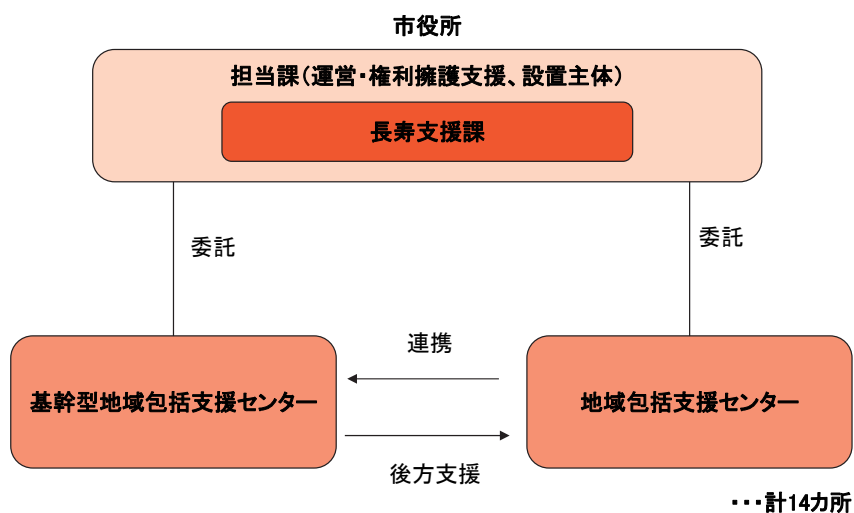 市役所
担当課（運営・権利擁護支援、設置主体）
長寿支援課
委託
委託
連携
基幹型地域包括支援センター
地域包括支援センター
後方支援
・・・計14カ所